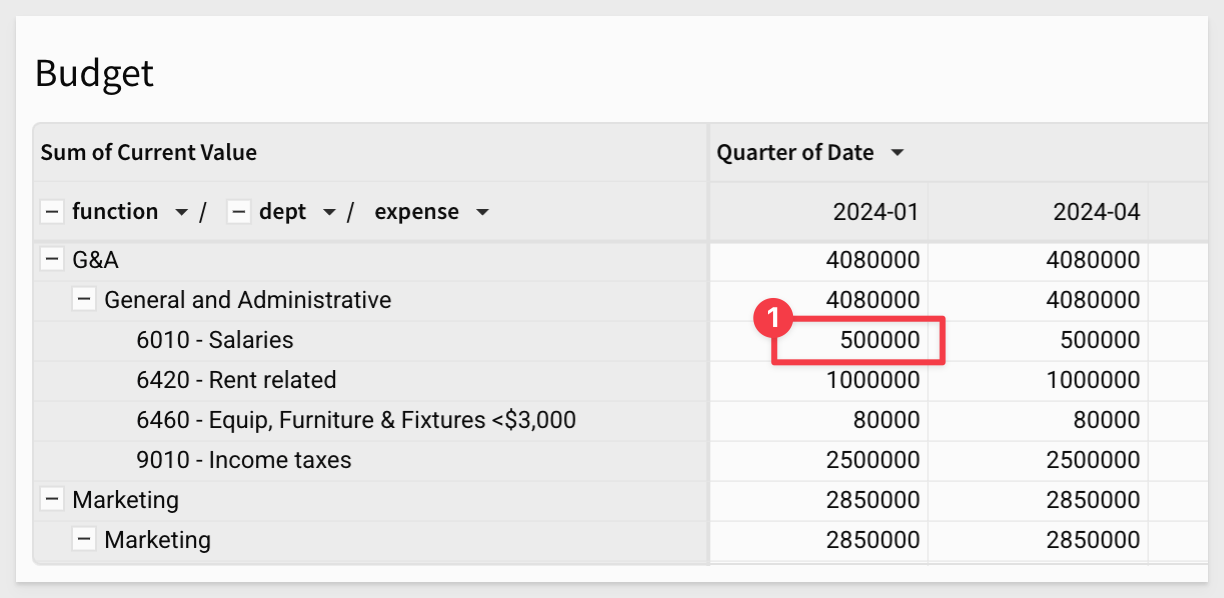 Budget
Sum of Current Value Quarter of Date
function / dept / expense 2024-01 2024-04
G&A 4080000 4080000
General and Administrative 4080000 4080000
1
6010 - Salaries 500000 500000
6420 - Rent related 1000000 1000000
6460 - Equip, Furniture & Fixtures <$3,000 80000 80000
9010 - Income taxes 2500000 2500000
Marketing 2850000 2850000
Marketing 2850000 2850000